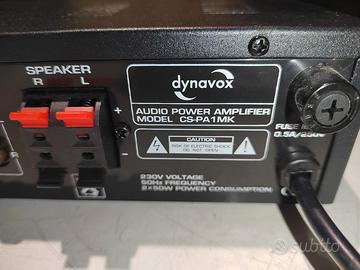 SPEAKER
R L
+
-
dynavox
AUDIO POWER AMPLIFIER
MODEL CS-PA1MK
CAUTION
RISK OF ELECTRIC SHOCK
DO NOT OPEN
FUSE
0.5A/250V
230V VOLTAGE
50Hz FREQUENCY
2×50W POWER CONSUMPTION:
subito